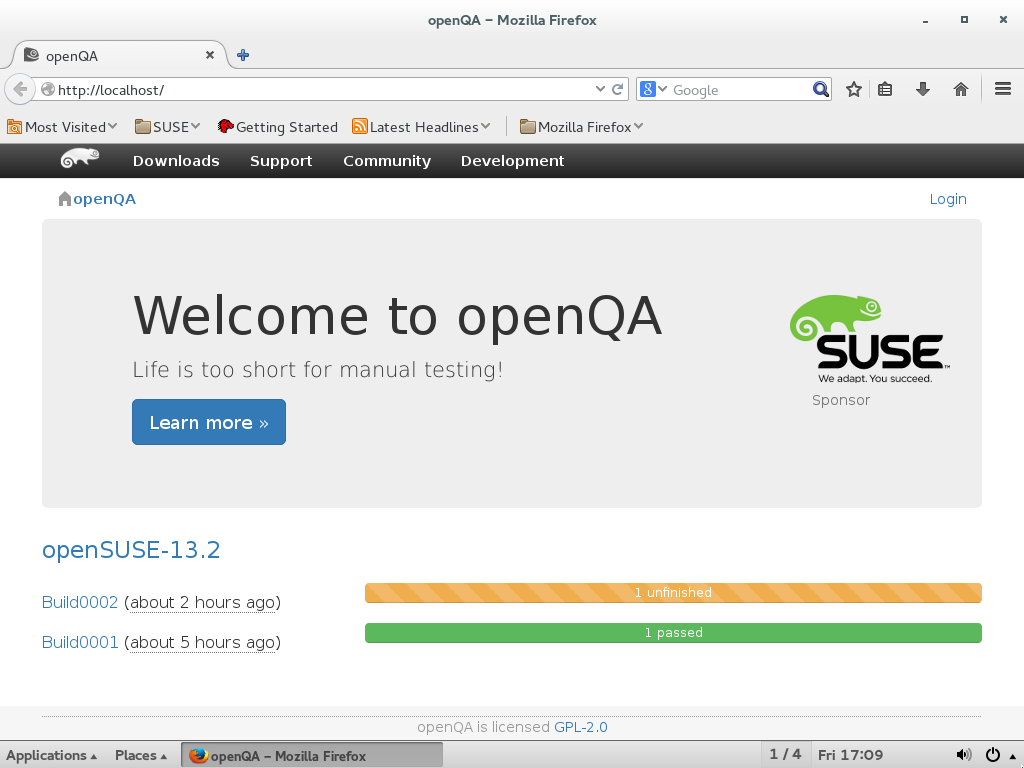 openQA – Mozilla Firefox
openQA
http://localhost/
Google
Most Visited SUSE Getting Started Latest Headlines Mozilla Firefox
Downloads Support Community Development
openQA Login
Welcome to openQA
Life is too short for manual testing!
Learn more »
SUSE™
We adapt. You succeed.
Sponsor
openSUSE-13.2
Build0002 (about 2 hours ago) 1 unfinished
Build0001 (about 5 hours ago) 1 passed
openQA is licensed GPL-2.0
Applications Places openQA – Mozilla Firefox 1 / 4 Fri 17:09